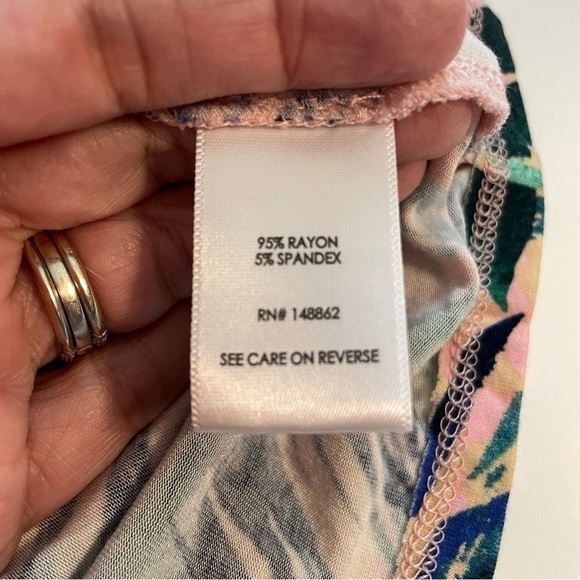 95% RAYON
5% SPANDEX
RN# 148862
SEE CARE ON REVERSE